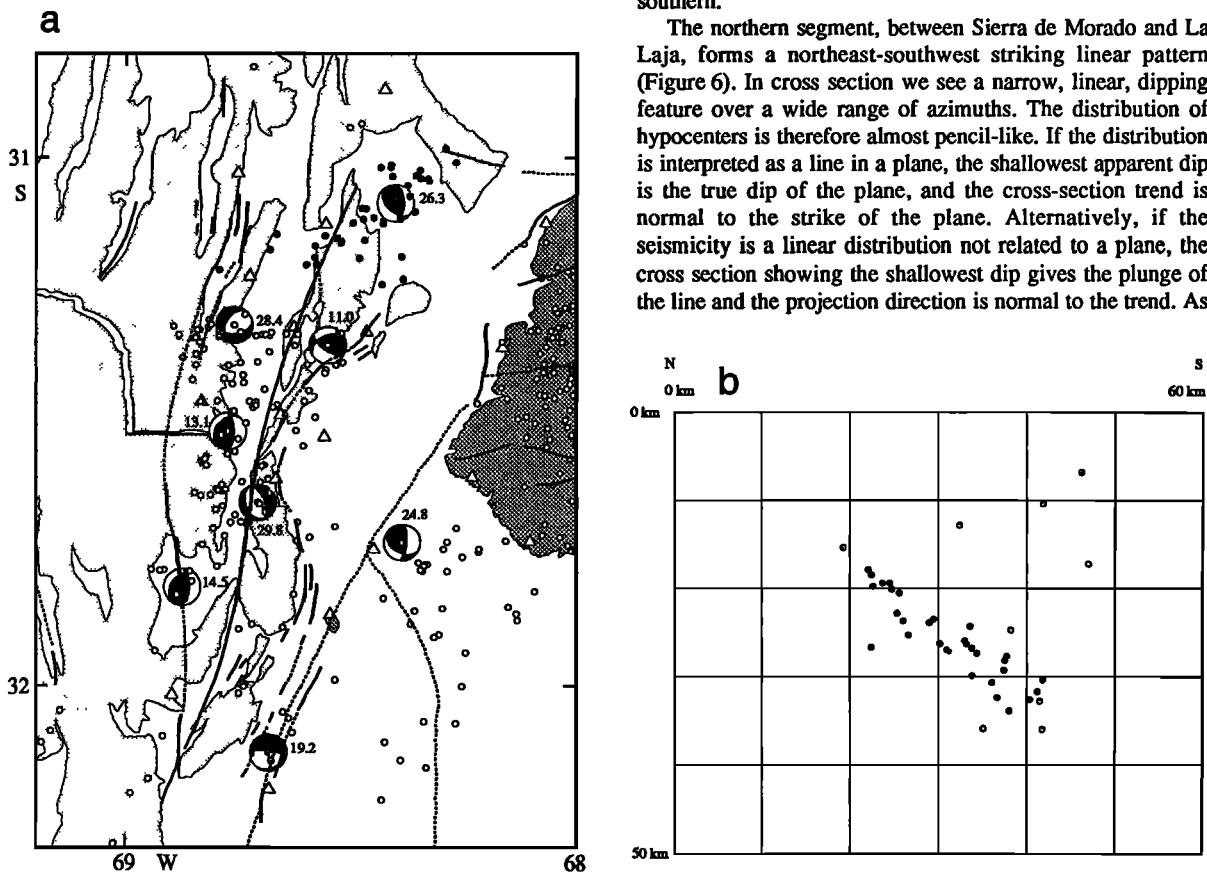 a
31
S
32
69
W
68
26.3
28.4
11.0
13.1
29.8
24.8
14.5
19.2
southern.
The northern segment, between Sierra de Morado and La
Laja, forms a northeast-southwest striking linear pattern
(Figure 6). In cross section we see a narrow, linear, dipping
feature over a wide range of azimuths. The distribution of
hypocenters is therefore almost pencil-like. If the distribution
is interpreted as a line in a plane, the shallowest apparent dip
is the true dip of the plane, and the cross-section trend is
normal to the strike of the plane. Alternatively, if the
seismicity is a linear distribution not related to a plane, the
cross section showing the shallowest dip gives the plunge of
the line and the projection direction is normal to the trend. As
N
S
b
0 km
60 km
0 km
50 km